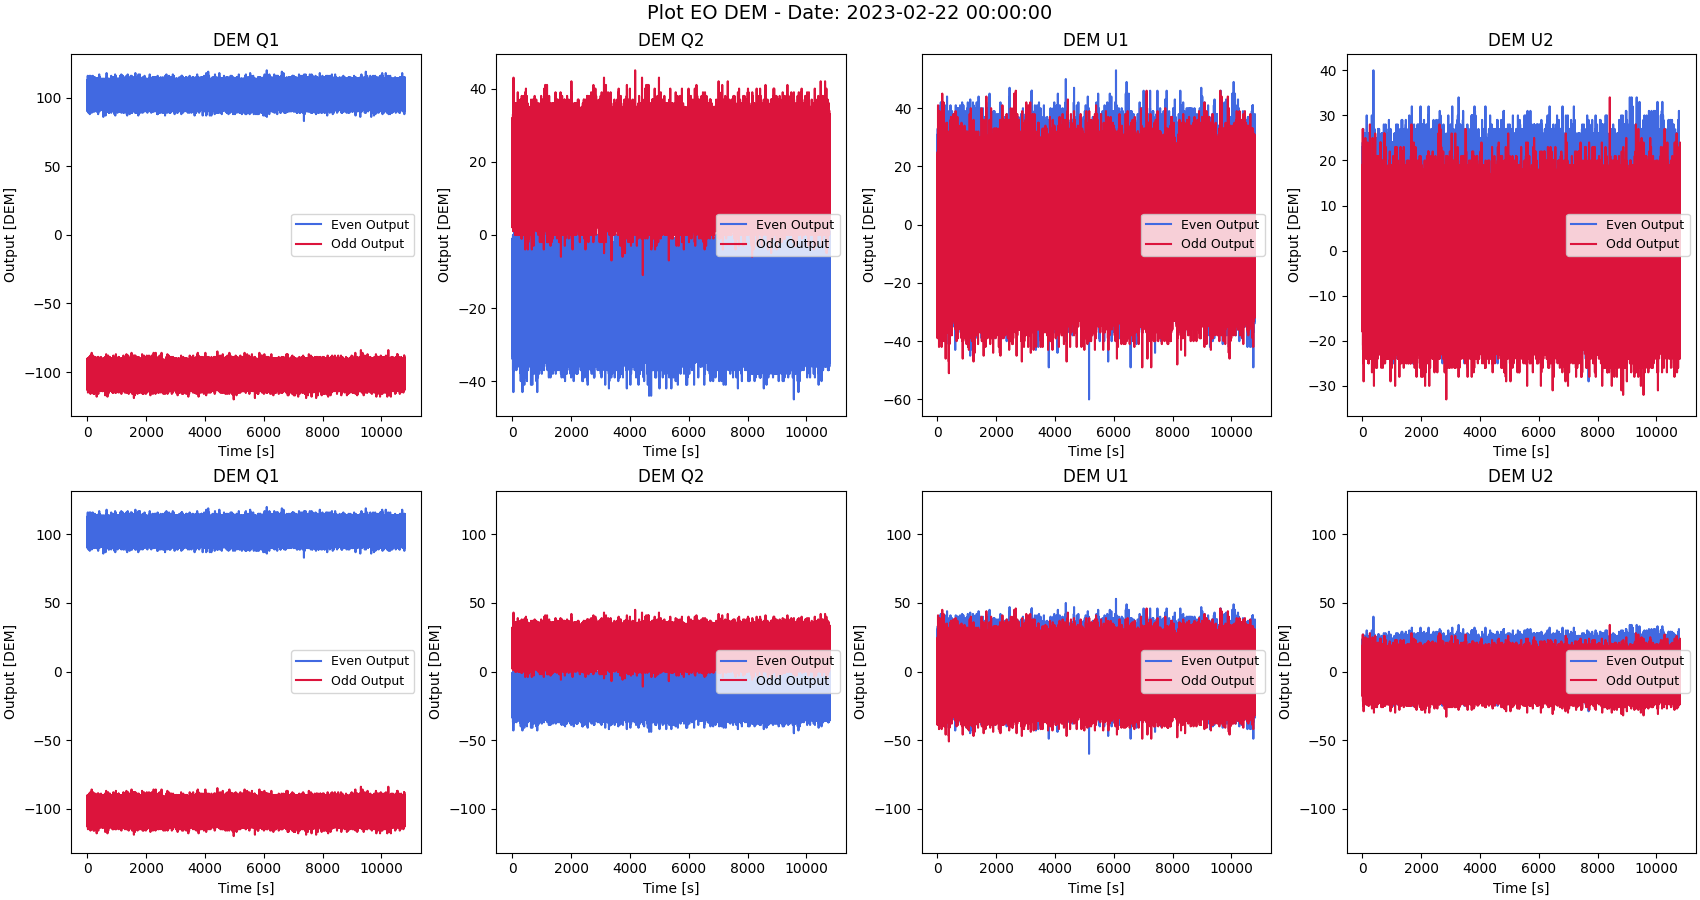 Plot EO DEM - Date: 2023-02-22 00:00:00
DEM Q1
100
50
0
−50
−100
Output [DEM]
Even Output
Odd Output
0 2000 4000 6000 8000 10000
Time [s]
DEM Q2
40
20
0
−20
−40
Output [DEM]
Even Output
Odd Output
0 2000 4000 6000 8000 10000
Time [s]
DEM U1
40
20
0
−20
−40
−60
Output [DEM]
Even Output
Odd Output
0 2000 4000 6000 8000 10000
Time [s]
DEM U2
40
30
20
10
0
−10
−20
−30
Output [DEM]
Even Output
Odd Output
0 2000 4000 6000 8000 10000
Time [s]
DEM Q1
100
50
0
−50
−100
Output [DEM]
Even Output
Odd Output
0 2000 4000 6000 8000 10000
Time [s]
DEM Q2
100
50
0
−50
−100
Output [DEM]
Even Output
Odd Output
0 2000 4000 6000 8000 10000
Time [s]
DEM U1
100
50
0
−50
−100
Output [DEM]
Even Output
Odd Output
0 2000 4000 6000 8000 10000
Time [s]
DEM U2
100
50
0
−50
−100
Output [DEM]
Even Output
Odd Output
0 2000 4000 6000 8000 10000
Time [s]